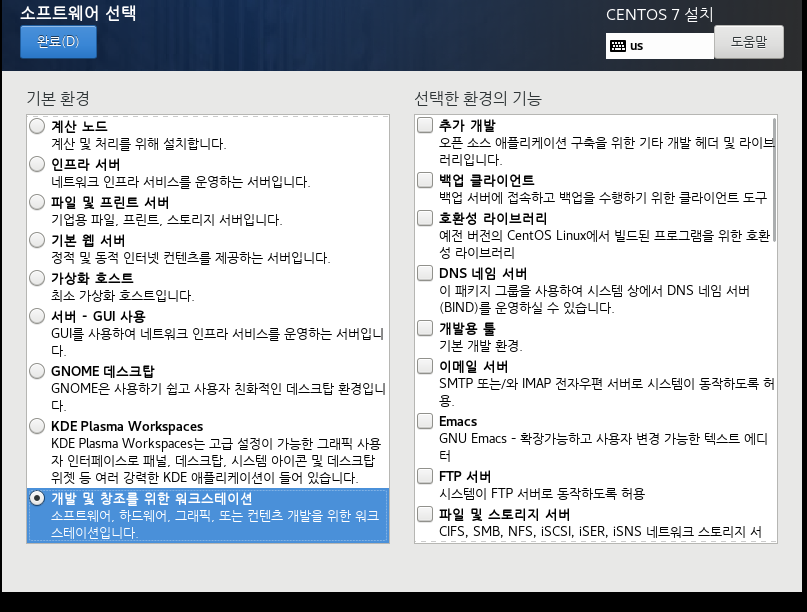 소프트웨어 선택
CENTOS 7 설치
완료(D)
us
도움말
기본 환경
계산 노드
계산 및 처리를 위해 설치합니다.
인프라 서버
네트워크 인프라 서비스를 운영하는 서버입니다.
파일 및 프린트 서버
기업용 파일, 프린트, 스토리지 서버입니다.
기본 웹 서버
정적 및 동적 인터넷 컨텐츠를 제공하는 서버입니다.
가상화 호스트
최소 가상화 호스트입니다.
서버 - GUI 사용
GUI를 사용하여 네트워크 인프라 서비스를 운영하는 서버입니
다.
GNOME 데스크탑
GNOME은 사용하기 쉽고 사용자 친화적인 데스크탑 환경입니
다.
KDE Plasma Workspaces
KDE Plasma Workspaces는 고급 설정이 가능한 그래픽 사용
자 인터페이스로 패널, 데스크탑, 시스템 아이콘 및 데스크탑
위젯 등 여러 강력한 KDE 애플리케이션이 들어 있습니다.
개발 및 창조를 위한 워크스테이션
소프트웨어, 하드웨어, 그래픽, 또는 컨텐츠 개발을 위한 워크
스테이션입니다.
선택한 환경의 기능
추가 개발
오픈 소스 애플리케이션 구축을 위한 기타 개발 헤더 및 라이브
러리입니다.
백업 클라이언트
백업 서버에 접속하고 백업을 수행하기 위한 클라이언트 도구
호환성 라이브러리
예전 버전의 CentOS Linux에서 빌드된 프로그램을 위한 호환
성 라이브러리
DNS 네임 서버
이 패키지 그룹을 사용하여 시스템 상에서 DNS 네임 서버
(BIND)를 운영하실 수 있습니다.
개발용 툴
기본 개발 환경.
이메일 서버
SMTP 또는/와 IMAP 전자우편 서버로 시스템이 동작하도록 허
용.
Emacs
GNU Emacs - 확장가능하고 사용자 변경 가능한 텍스트 에디
터
FTP 서버
시스템이 FTP 서버로 동작하도록 허용
파일 및 스토리지 서버
CIFS, SMB, NFS, iSCSI, iSER, iSNS 네트워크 스토리지 서